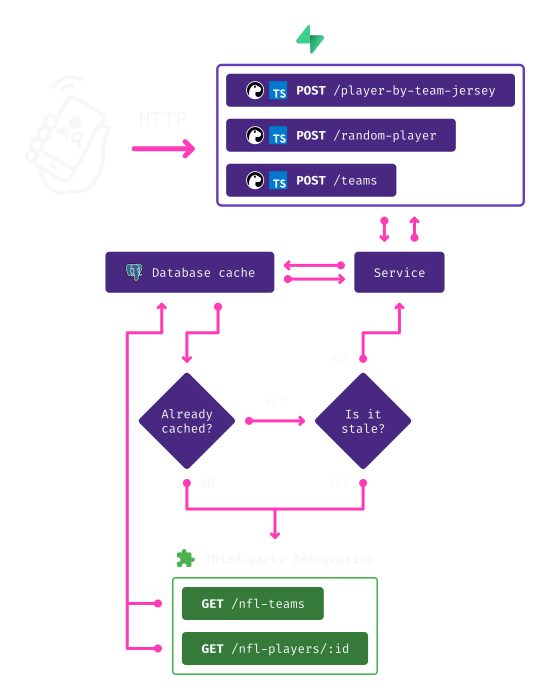 HTTP
TS POST /player-by-team-jersey
TS POST /random-player
TS POST /teams
Database cache
Service
NO
Already
cached?
YES
Is it
stale?
NO
YES
Third-party Integration
GET /nfl-teams
GET /nfl-players/:id